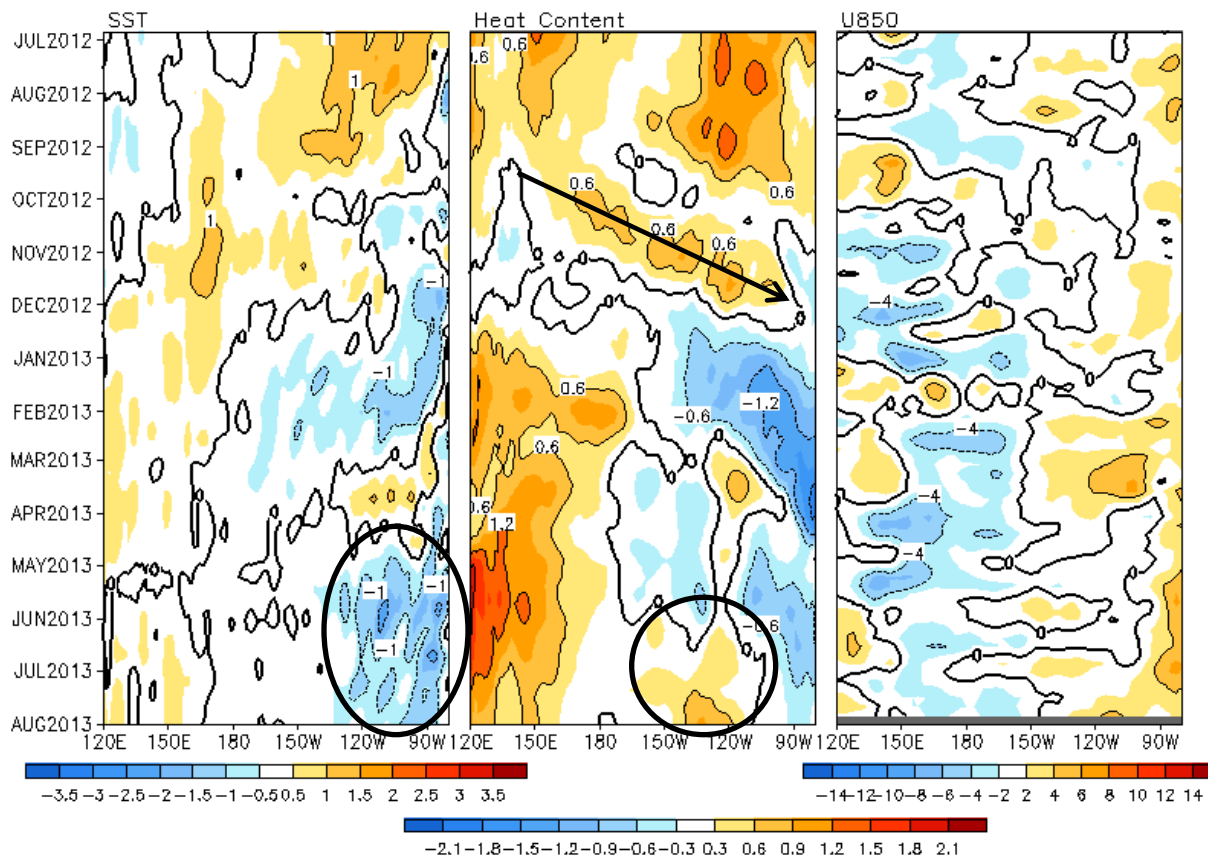 SST
Heat Content
U850
JUL2012
AUG2012
SEP2012
OCT2012
NOV2012
DEC2012
JAN2013
FEB2013
MAR2013
APR2013
MAY2013
JUN2013
JUL2013
AUG2013
1
1
1
-1
-1
-1
-1
-1
0.6
0.6
0.6
0.6
0.6
0.6
0.6
-0.6
-1.2
0.6
0.6
1.2
-0.6
-4
-4
-4
-4
120E 150E 180 150W 120W 90W
120E 150E 180 150W 120W 90W
120E 150E 180 150W 120W 90W
-3.5 -3 -2.5 -2 -1.5 -1 -0.5 0.5 1 1.5 2 2.5 3 3.5
-14 -12 -10 -8 -6 -4 -2 2 4 6 8 10 12 14
-2.1 -1.8 -1.5 -1.2 -0.9 -0.6 -0.3 0.3 0.6 0.9 1.2 1.5 1.8 2.1